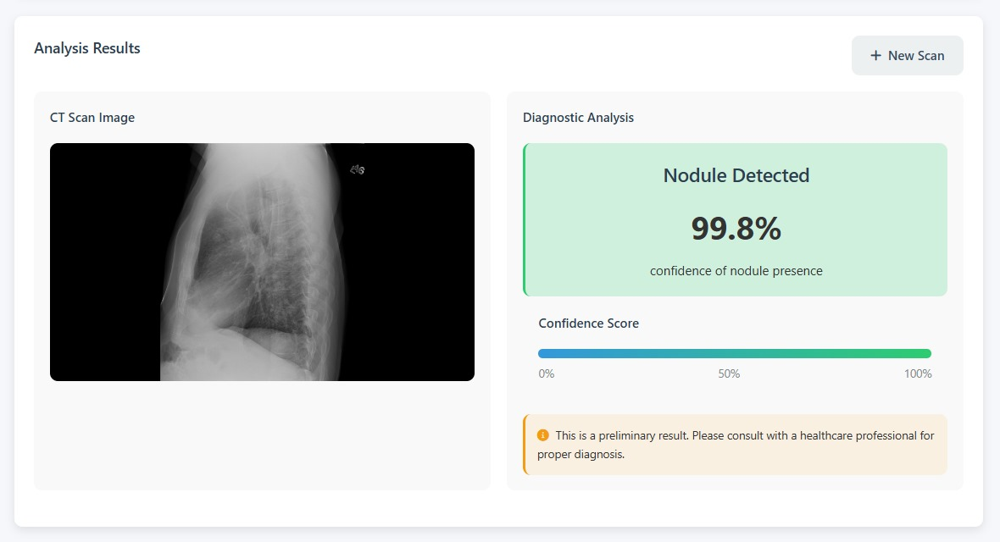 Analysis Results
+ New Scan
CT Scan Image
Diagnostic Analysis
Nodule Detected
99.8%
confidence of nodule presence
Confidence Score
0% 50% 100%
This is a preliminary result. Please consult with a healthcare professional for
proper diagnosis.